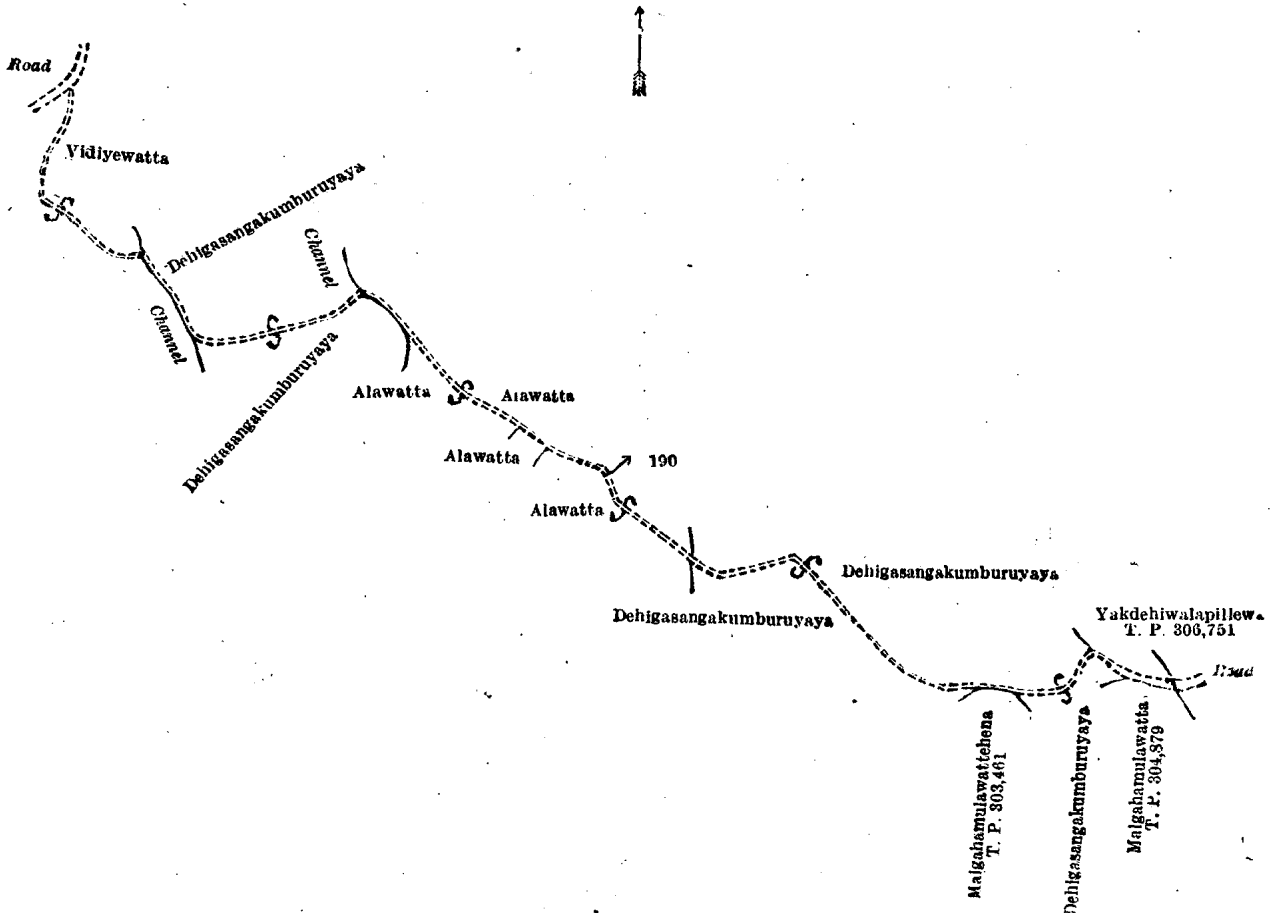 Road
Vidiyewatta
Dehigasangakumburuyaya
Channel
Channel
Dehigasangakumburuyaya
Alawatta
Alawatta
Alawatta
190
Alawatta
Dehigasangakumburuyaya
Dehigasangakumburuyaya
Yakdehiwalapillewa
T. P. 306,751
Road
Malgahamulawattehena
T. P. 303,461
Dehigasangakumburuyaya
Malgahamulawatta
T. P. 304,879